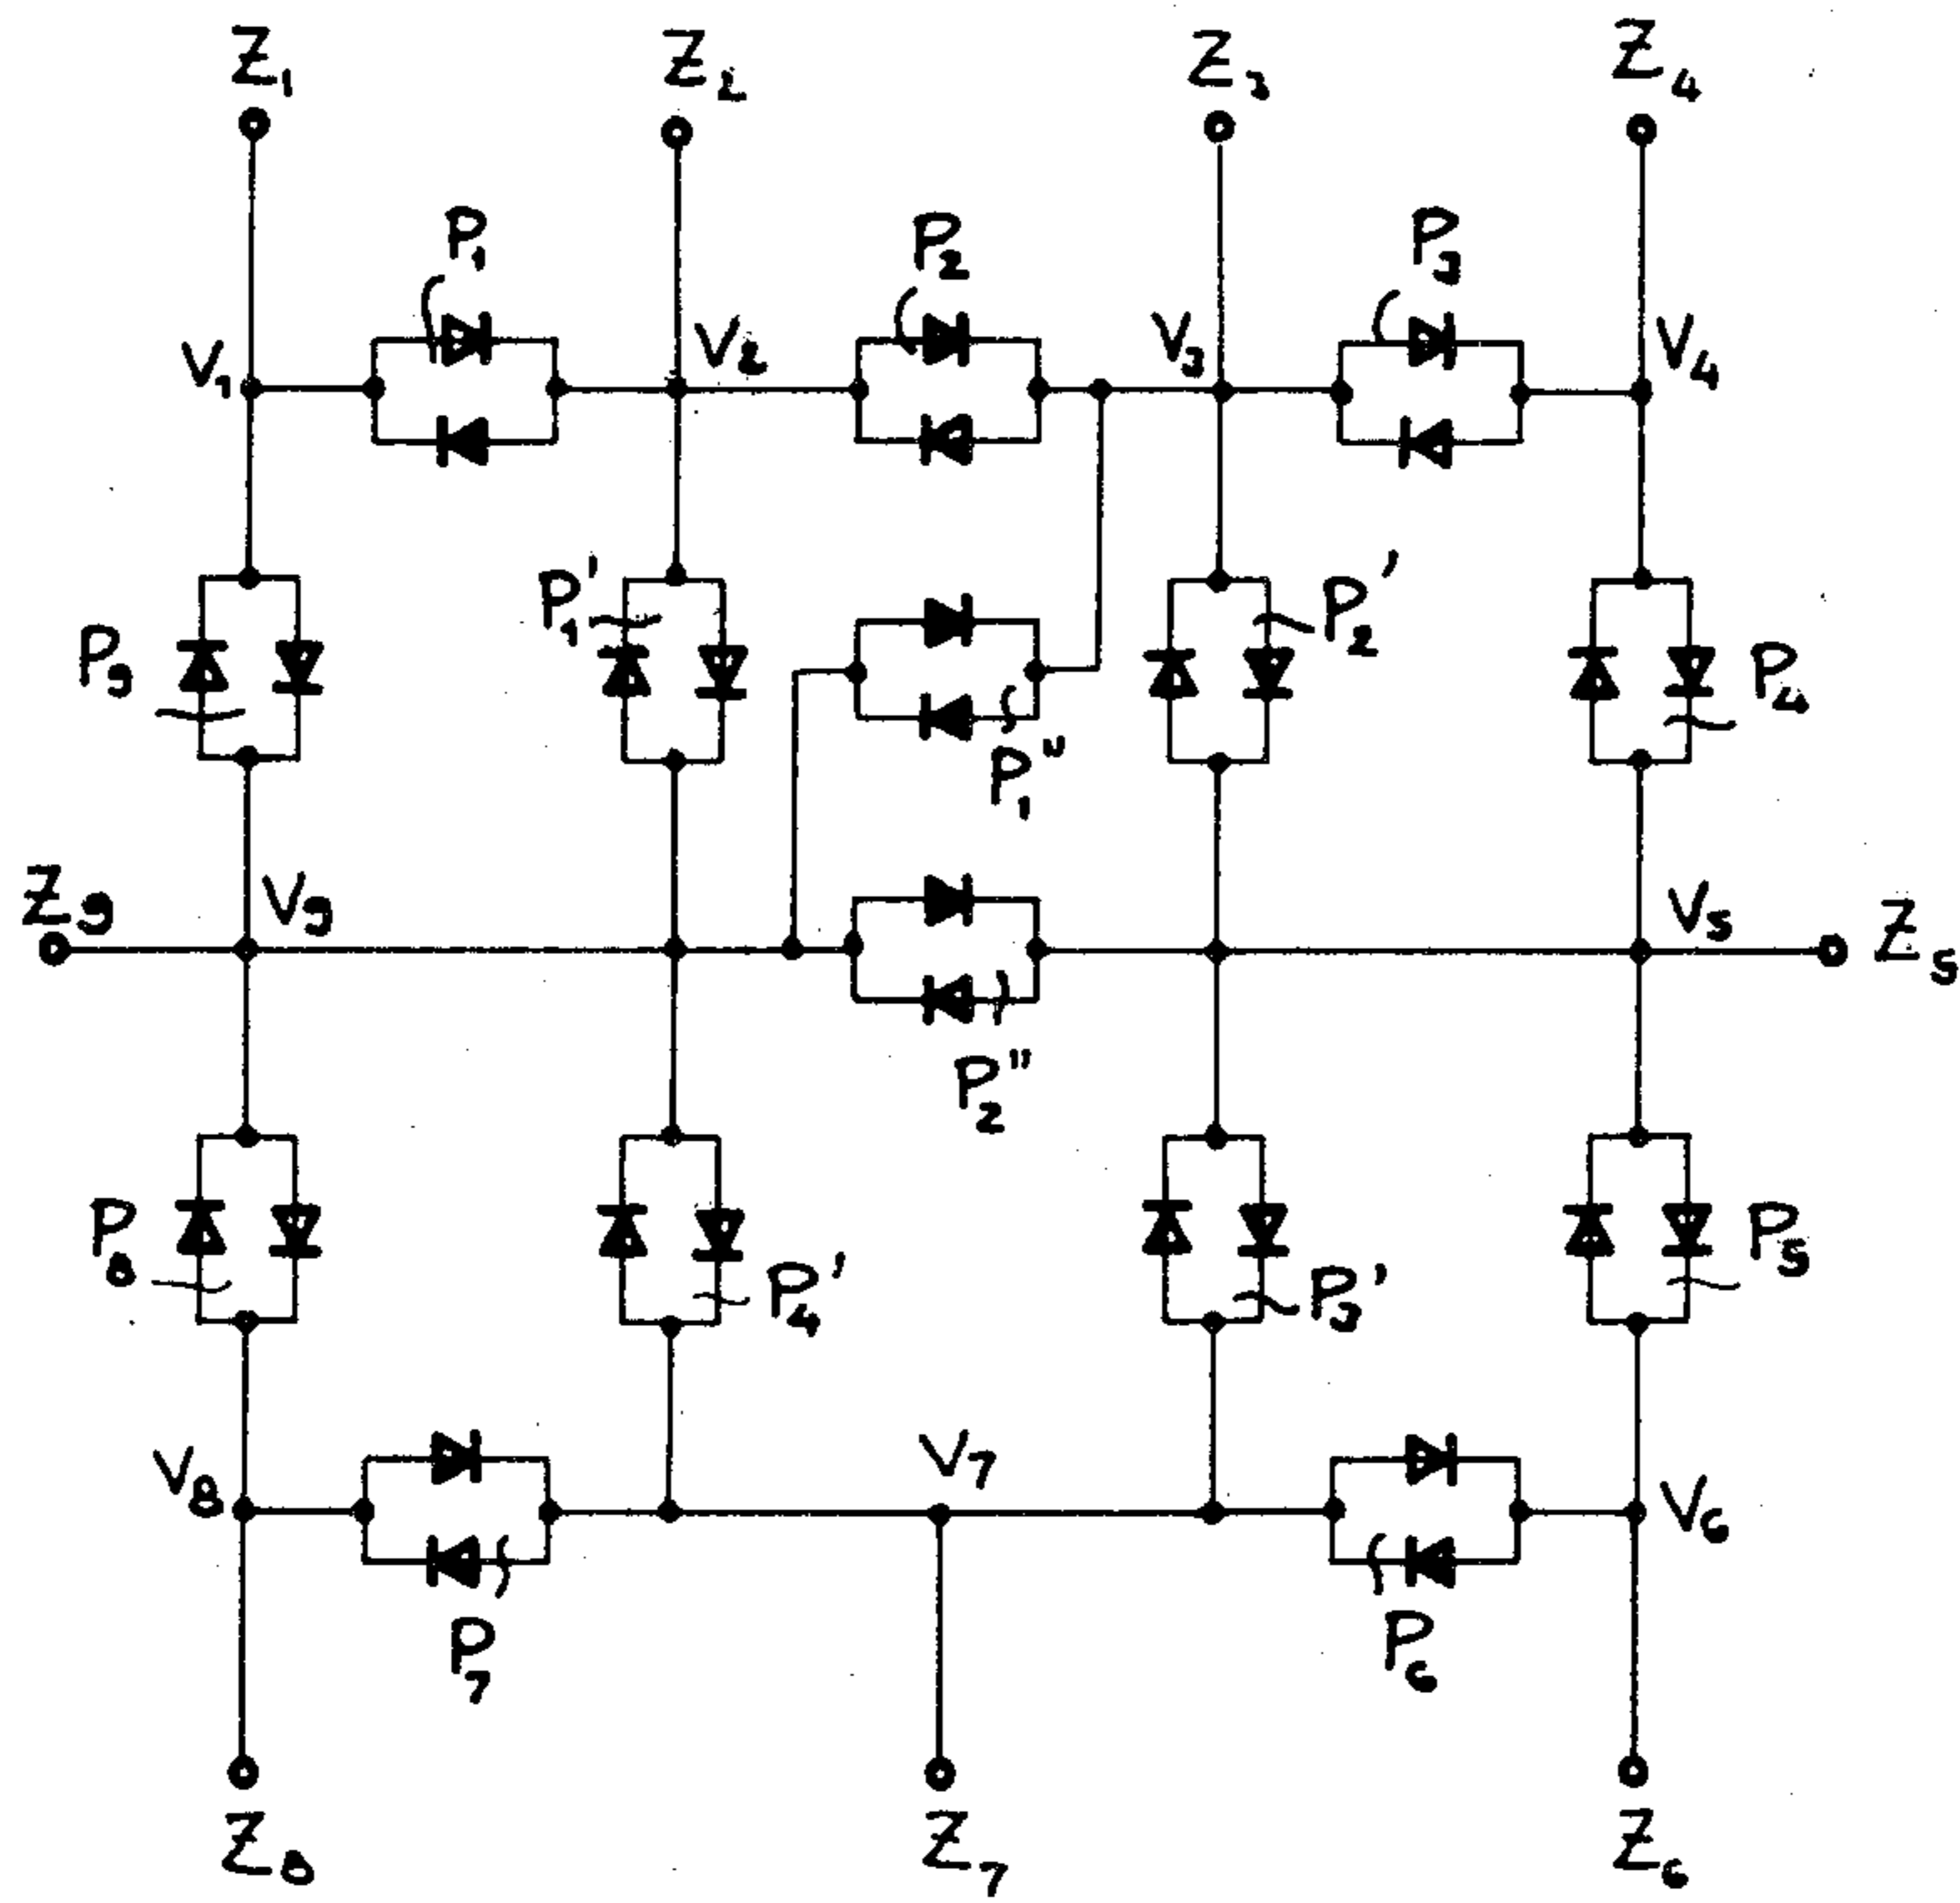 Z1 Z2 Z3 Z4
P1 P2 P3
V1 V2 V3 V4
P9 P1' P2' P4
P1"
Z9 V9 V5 Z5
P2"
P8 P4' P3' P5
V8 V7 V6
P7 P6
Z8 Z7 Z6